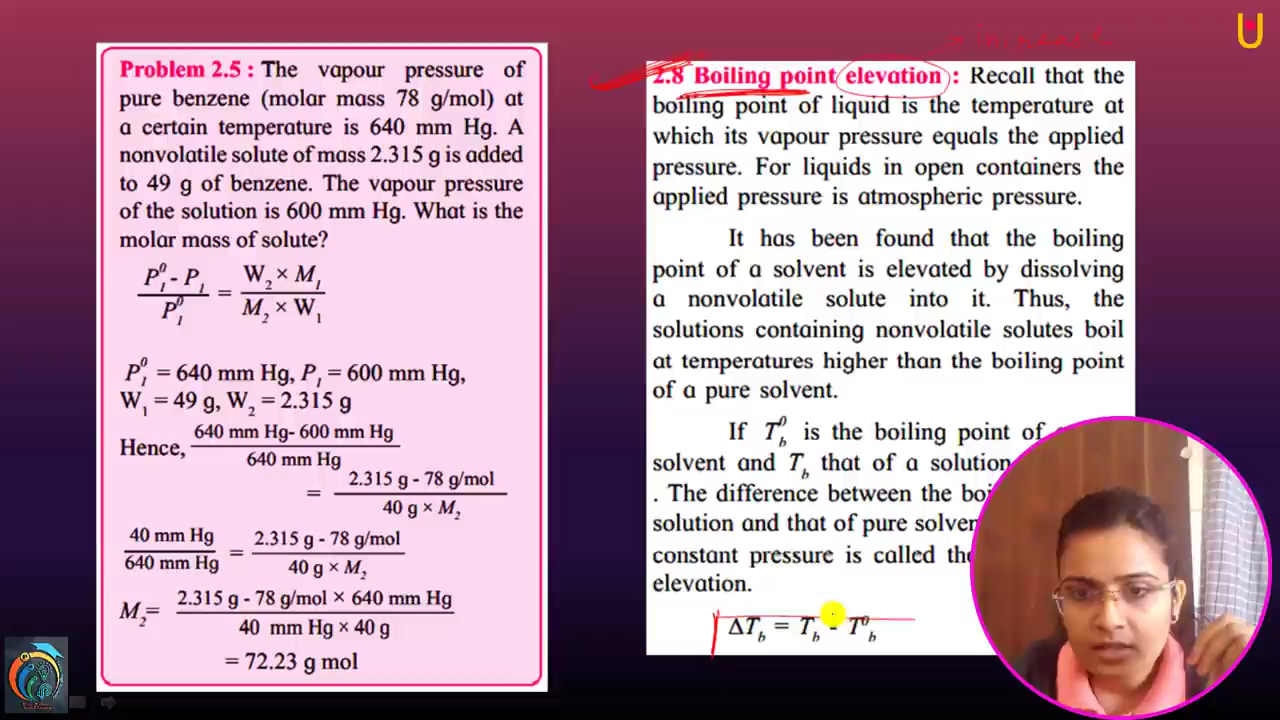 Problem 2.5 : The vapour pressure of
pure benzene (molar mass 78 g/mol) at
a certain temperature is 640 mm Hg. A
nonvolatile solute of mass 2.315 g is added
to 49 g of benzene. The vapour pressure
of the solution is 600 mm Hg. What is the
molar mass of solute?
P₁⁰ - P₁ / P₁⁰ = W₂ × M₁ / M₂ × W₁
P₁⁰ = 640 mm Hg, P₁ = 600 mm Hg,
W₁ = 49 g, W₂ = 2.315 g
Hence, 640 mm Hg- 600 mm Hg / 640 mm Hg
= 2.315 g - 78 g/mol / 40 g × M₂
40 mm Hg / 640 mm Hg = 2.315 g - 78 g/mol / 40 g × M₂
M₂= 2.315 g - 78 g/mol × 640 mm Hg / 40 mm Hg × 40 g
= 72.23 g mol
2.8 Boiling point elevation : Recall that the
boiling point of liquid is the temperature at
which its vapour pressure equals the applied
pressure. For liquids in open containers the
applied pressure is atmospheric pressure.
It has been found that the boiling
point of a solvent is elevated by dissolving
a nonvolatile solute into it. Thus, the
solutions containing nonvolatile solutes boil
at temperatures higher than the boiling point
of a pure solvent.
If T_b⁰ is the boiling point of
solvent and T_b that of a solution
. The difference between the
solution and that of pure
constant pressure is called the
elevation.
ΔT_b = T_b - T⁰_b